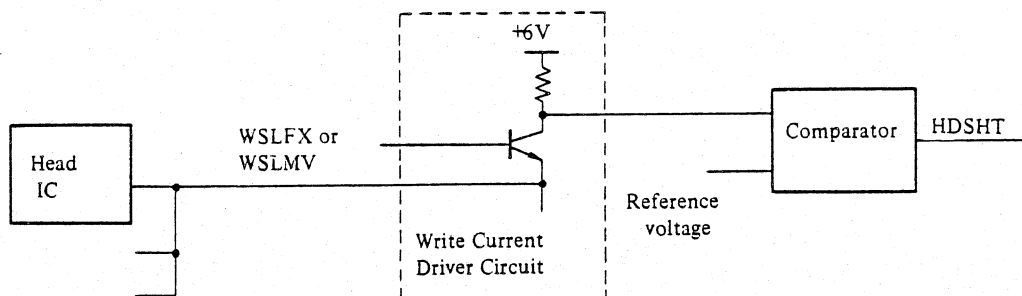 +6V
WSLFX or
WSLMV
Head
IC
Comparator
HDSHT
Reference
voltage
Write Current
Driver Circuit